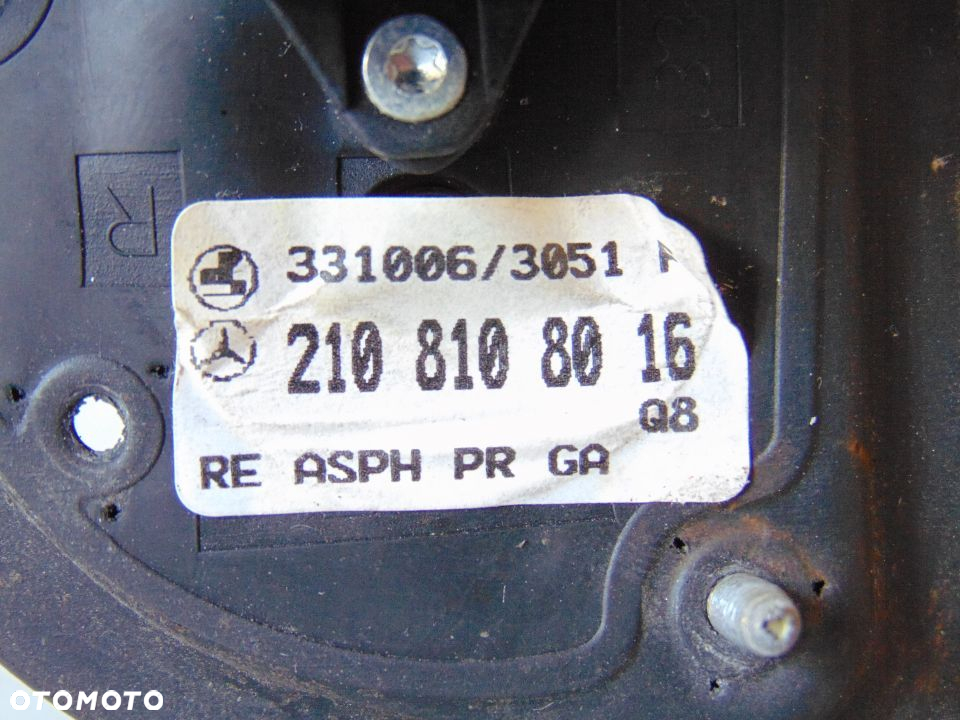 R
331006/3051
210 810 80 16
Q8
RE ASPH PR GA
OTOMOTO